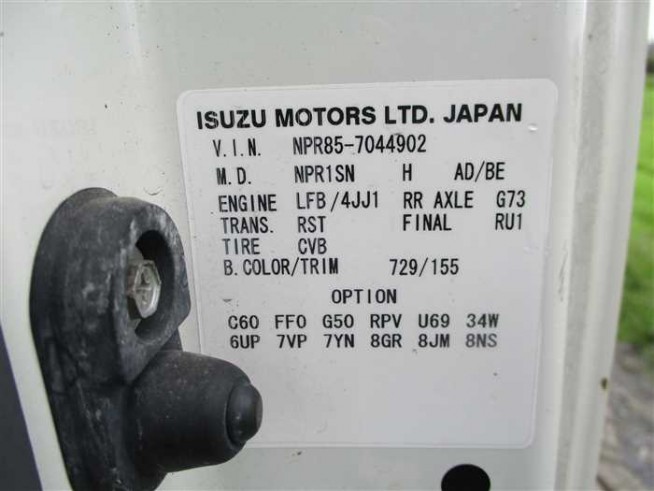 ISUZU MOTORS LTD. JAPAN
V.I.N. NPR85-7044902
M.D. NPR1SN H AD/BE
ENGINE LFB/4JJ1 RR AXLE G73
TRANS. RST FINAL RU1
TIRE CVB
B.COLOR/TRIM 729/155
OPTION
C60 FF0 G50 RPV U69 34W
6UP 7VP 7YN 8GR 8JM 8NS